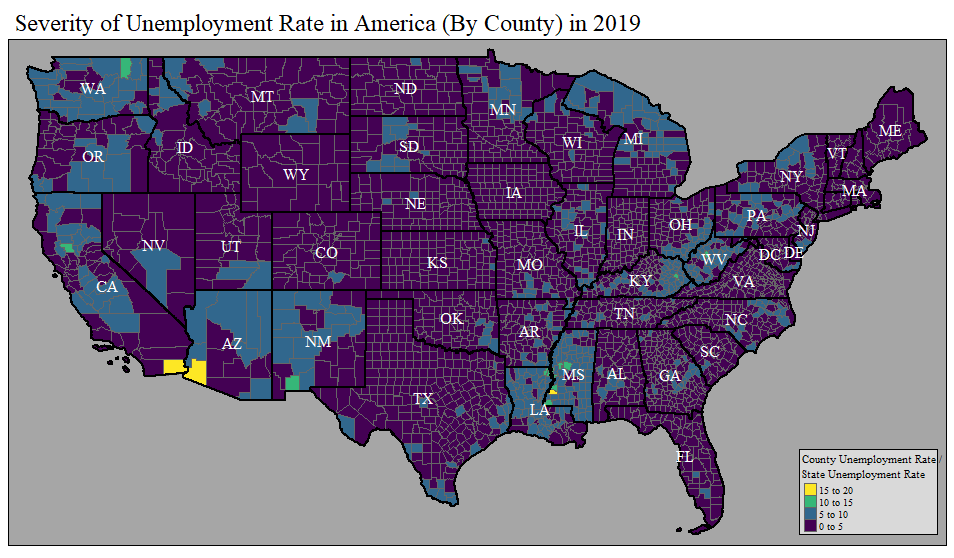 Severity of Unemployment Rate in America (By County) in 2019
WA
MT
ND
MN
OR
ID
WY
SD
WI
MI
ME
VT
NY
MA
IA
NE
NV
UT
CO
KS
MO
IL
IN
OH
PA
NJ
WV
DC
DE
VA
KY
CA
AZ
NM
OK
AR
TN
NC
SC
MS
AL
GA
TX
LA
FL
County Unemployment Rate /
State Unemployment Rate
15 to 20
10 to 15
5 to 10
0 to 5